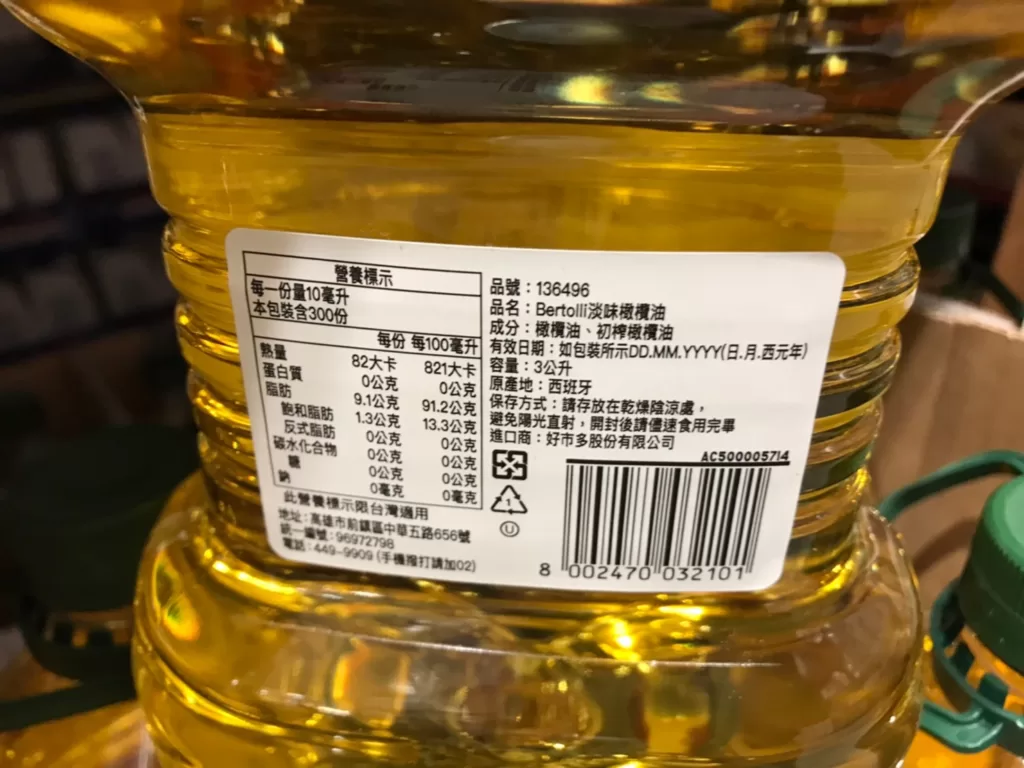 營養標示
每一份量10毫升
本包裝含300份
每份 每100毫升
熱量 82大卡 821大卡
蛋白質 0公克 0公克
脂肪 9.1公克 91.2公克
飽和脂肪 1.3公克 13.3公克
反式脂肪 0公克 0公克
碳水化合物 0公克 0公克
糖 0公克 0公克
鈉 0毫克 0毫克
此營養標示限台灣適用
地址:高雄市前鎮區中華五路656號
統一編號:96972798
電話:449-9909 (手機撥打請加02)
品號:136496
品名:Bertolli淡味橄欖油
成分:橄欖油、初榨橄欖油
有效日期:如包裝所示DD.MM.YYYY(日.月.西元年)
容量:3公升
原產地:西班牙
保存方式:請存放在乾燥陰涼處,
避免陽光直射,開封後請儘速食用完畢
進口商:好市多股份有限公司
AC500005714
1
U
8 002470 032101